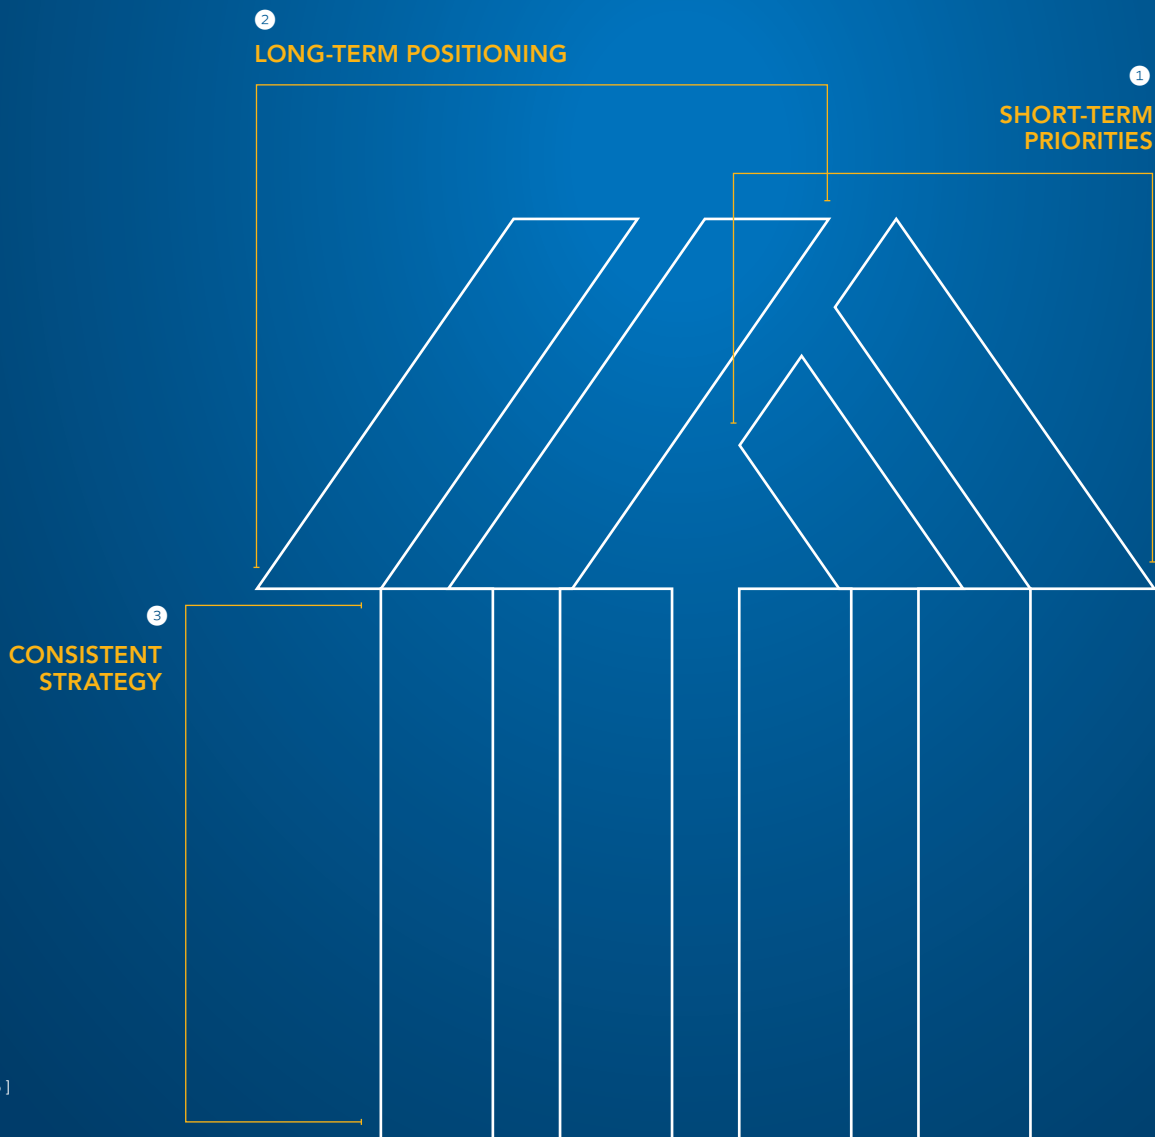 2
LONG-TERM POSITIONING
1
SHORT-TERM
PRIORITIES
3
CONSISTENT
STRATEGY
]